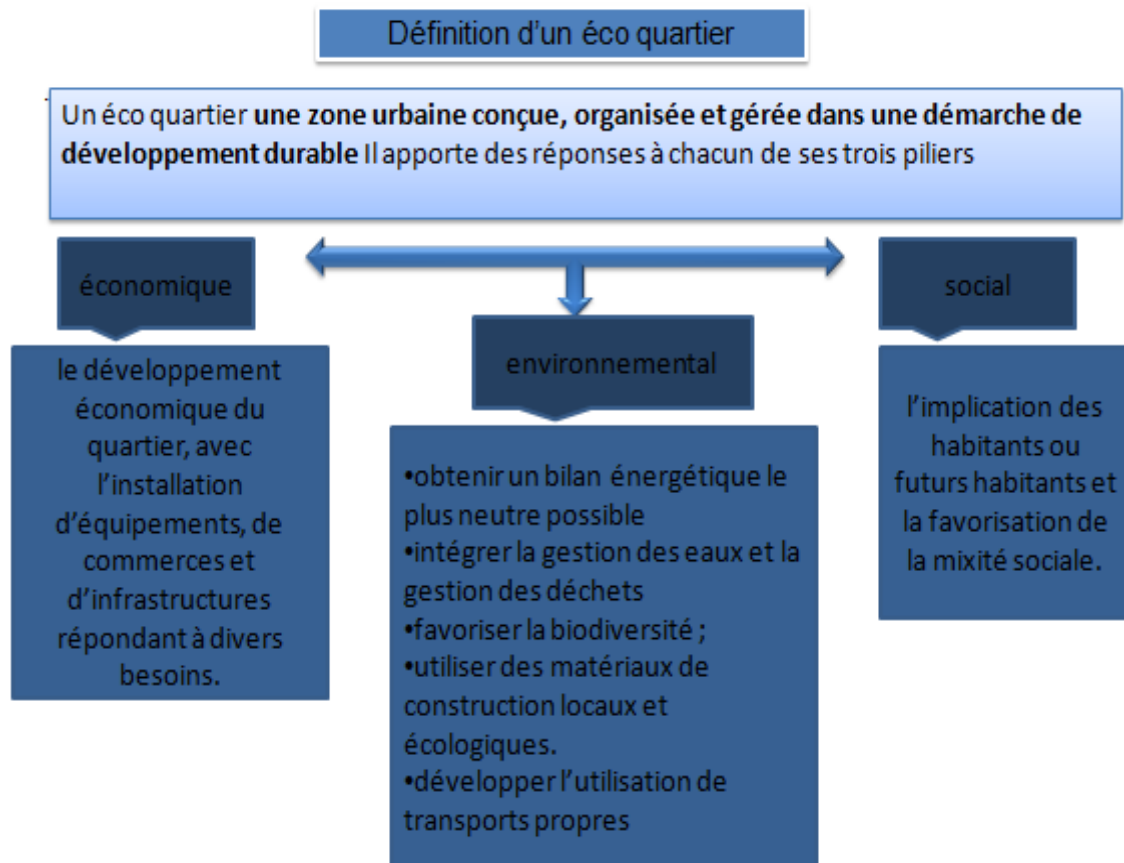 Définition d'un éco quartier
Un éco quartier une zone urbaine conçue, organisée et gérée dans une démarche de
développement durable Il apporte des réponses à chacun de ses trois piliers
économique
le développement
économique du
quartier, avec
l'installation
d'équipements, de
commerces et
d'infrastructures
répondant à divers
besoins.
environnemental
•obtenir un bilan énergétique le
plus neutre possible
•intégrer la gestion des eaux et la
gestion des déchets
•favoriser la biodiversité ;
•utiliser des matériaux de
construction locaux et
écologiques.
•développer l'utilisation de
transports propres
social
l'implication des
habitants ou
futurs habitants et
la favorisation de
la mixité sociale.